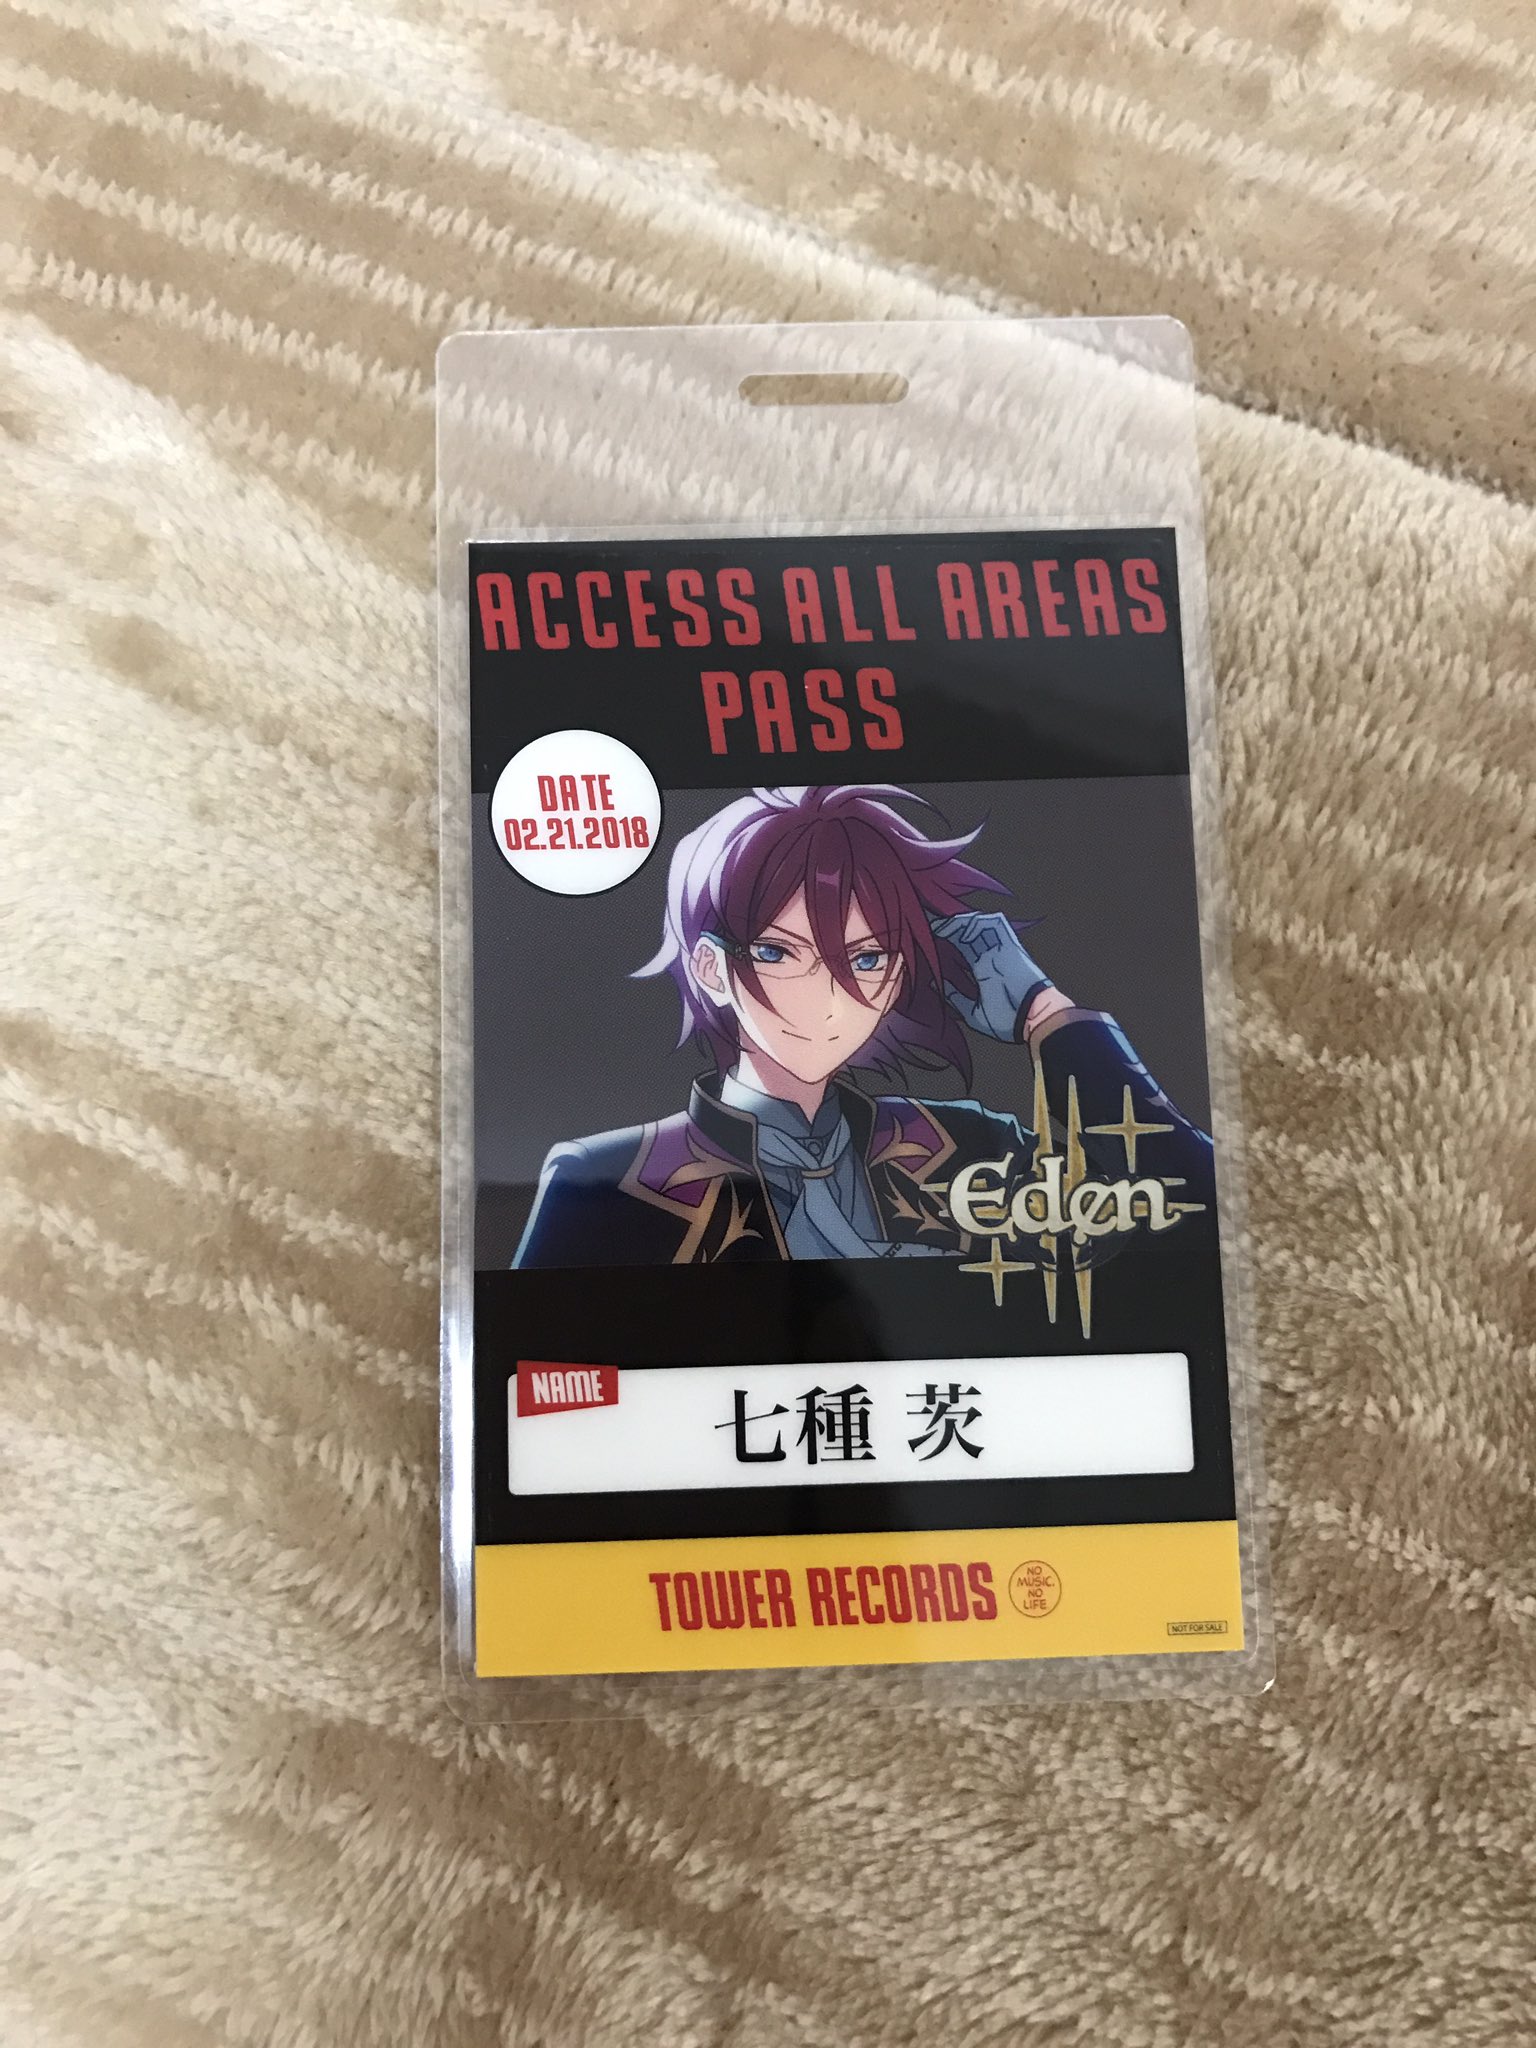 ACCESS ALL AREAS
PASS
DATE
02.21.2018
Eden
NAME
七種 茨
TOWER RECORDS
NO
MUSIC,
NO
LIFE
NOT FOR SALE